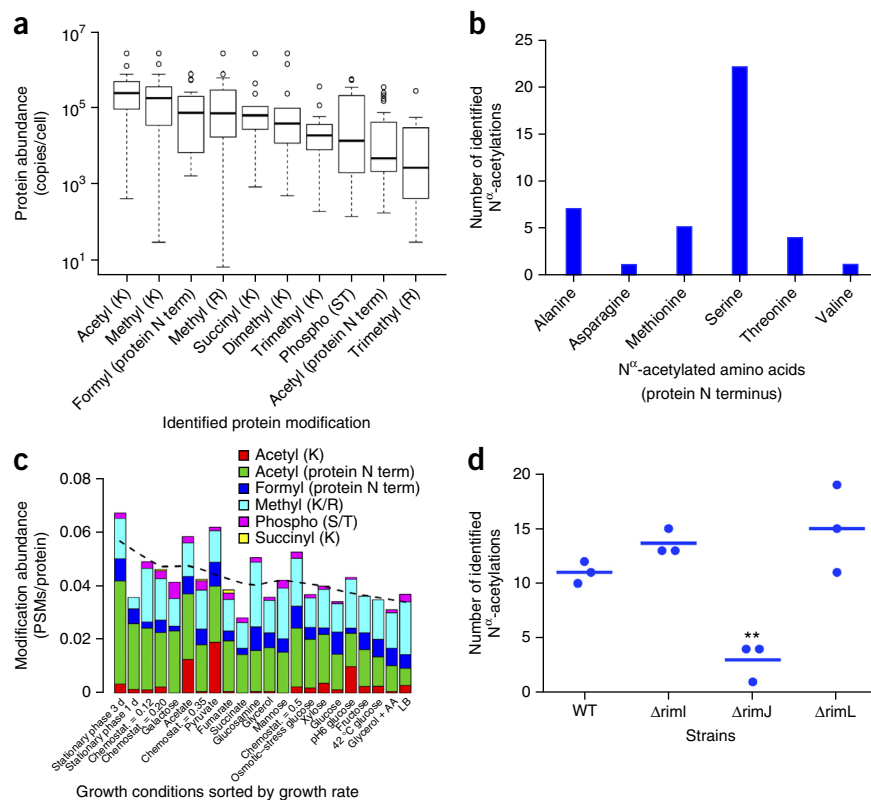 a
10^7
10^5
10^3
10^1
Protein abundance
(copies/cell)
Acetyl (K)
Methyl (K)
Formyl (protein N term)
Methyl (R)
Succinyl (K)
Dimethyl (K)
Trimethyl (K)
Phospho (ST)
Acetyl (protein N term)
Trimethyl (R)
Identified protein modification
b
25
20
15
10
5
0
Number of identified
N^α-acetylations
Alanine
Asparagine
Methionine
Serine
Threonine
Valine
N^α-acetylated amino acids
(protein N terminus)
c
0.08
0.06
0.04
0.02
0
Modification abundance
(PSMs/protein)
Acetyl (K)
Acetyl (protein N term)
Formyl (protein N term)
Methyl (K/R)
Phospho (S/T)
Succinyl (K)
Stationary phase 3 d
Stationary phase 1 d
Chemostat. = 0.12
Chemostat. = 0.20
Galactose
Acetate
Chemostat. = 0.35
Pyruvate
Fumarate
Succinate
Glucosamine
Glycerol
Mannose
Chemostat. = 0.5
Osmotic-stress glucose
Xylose
Glucose
pH6 glucose
Fructose
42 °C glucose
Glycerol + AA
LB
Growth conditions sorted by growth rate
d
20
15
10
5
0
Number of identified
N^α-acetylations
**
WT
ΔrimI
ΔrimJ
ΔrimL
Strains